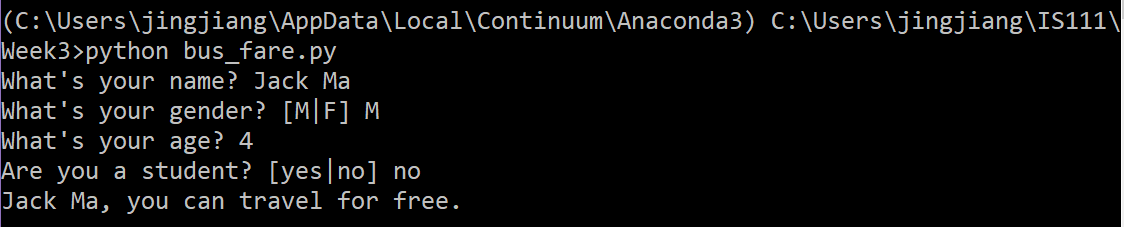 (C:\Users\jingjiang\AppData\Local\Continuum\Anaconda3) C:\Users\jingjiang\IS111\
Week3>python bus_fare.py
What's your name? Jack Ma
What's your gender? [M|F] M
What's your age? 4
Are you a student? [yes|no] no
Jack Ma, you can travel for free.